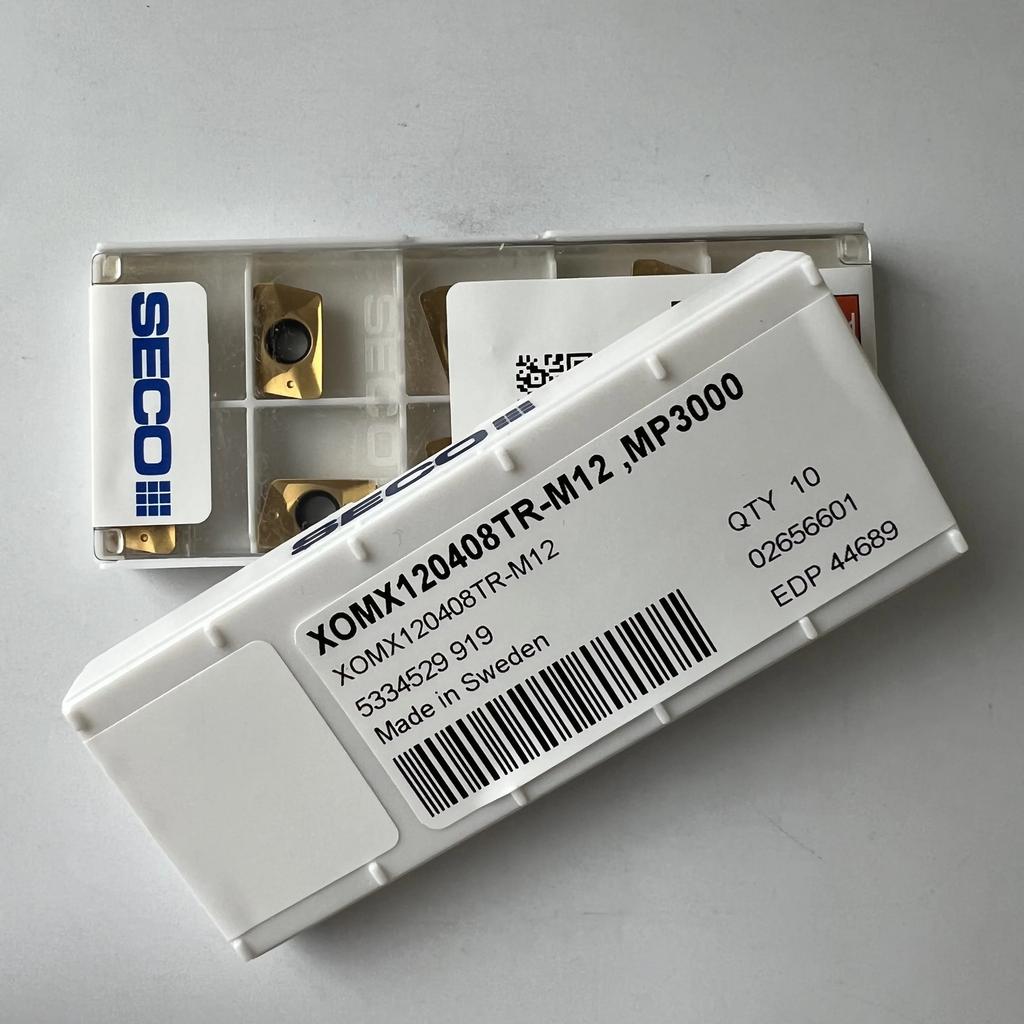 SECO
SECO
SECO
XOMX120408TR-M12 ,MP3000
XOMX120408TR-M12
5334529 919
Made in Sweden
QTY 10
02656601
EDP 44689